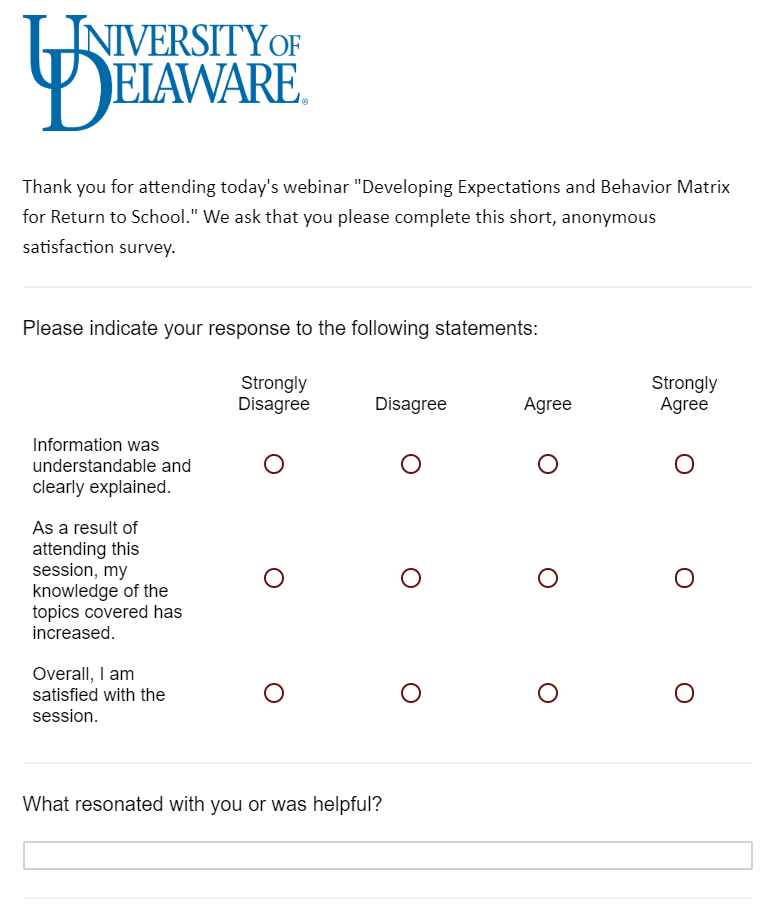 UNIVERSITY OF
DELAWARE®
Thank you for attending today's webinar "Developing Expectations and Behavior Matrix
for Return to School." We ask that you please complete this short, anonymous
satisfaction survey.
Please indicate your response to the following statements:
Strongly
Disagree
Disagree
Agree
Strongly
Agree
Information was
understandable and
clearly explained.
As a result of
attending this
session, my
knowledge of the
topics covered has
increased.
Overall, I am
satisfied with the
session.
What resonated with you or was helpful?